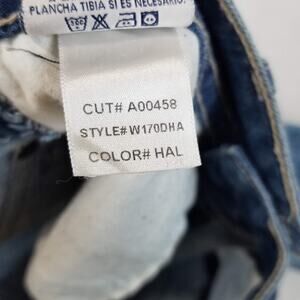 PLANCHA TIBIA SI ES NECESARIO.
CUT# A00458
STYLE# W170DHA
COLOR# HAL